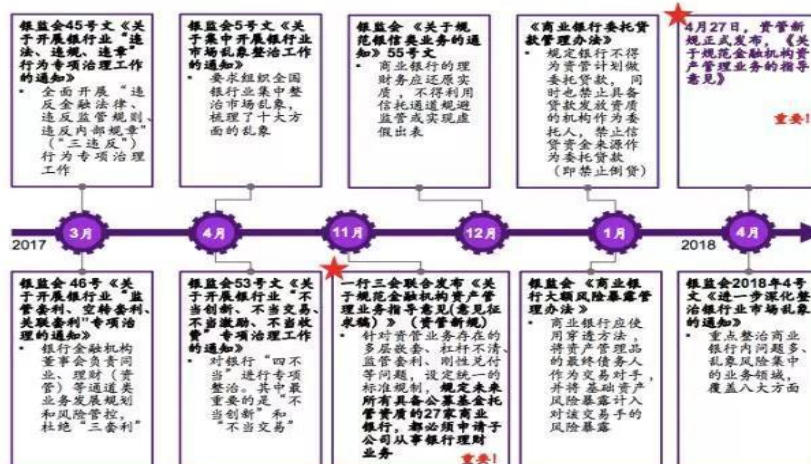 银监会45号文《关
于开展银行业“违
法、违规、违章”
行为专项治理工作
的通知》
• 全面开展“违
反金融法律、
违反监管规则、
违反内部规章”
（“三违反”）
行为专项治理
工作
银监会5号文《关
于集中开展银行业
市场乱象整治工作
的通知》
• 要求组织全国
银行业集中整
治市场乱象，
梳理了十大方
面的乱象
银监会 《关于规
范银信类业务的通
知》55号文
• 商业银行的理
财务应还原实
质，不得利用
信托通道规避
监管或实现虚
假出表
《商业银行委托贷
款管理办法》
• 规定银行不得
为资管计划做
委托贷款， 同
时也禁止具备
贷款发放资质
的机构作为委
托人，禁止信
贷资金来源作
为委托贷款
（即禁止倒贷）
4月27日，资管新
规正式发布，《关
于规范金融机构资
产管理业务的指导
意见》
重要！
3月
4月
11月
12月
1月
4月
2017
2018
银监会 46号《关
于开展银行业“监
管套利、空转套利、
关联套利”专项治
理的通知》
• 银行金融机构
董事会负责同
业、理财（资
管）等通道类
业务发展规划
和风险管控，
杜绝“三套利”
银监会53号文《关
于开展银行业“不
当创新、不当交易、
不当激励、不当收
费”专项治理工作
的通知》
• 对银行“四不
当”进行专项
整治。其中最
重要的是“不
当创新”和
“不当交易”
一行三会联合发布《关
于规范金融机构资产管
理业务指导意见(意见征
求稿)》（资管新规）
• 针对资管业务存在的
多层嵌套、杠杆不清、
监管套利、刚性兑付
等问题，设定统一的
标准规制，规定未来
所有具备公募基金托
管资质的27家商业
银行，都必须申请子
公司从事银行理财
业务
重要！
银监会 《商业银
行大额风险暴露管
理办法》
• 商业银行应使
用穿透方法，
将资产管理品
的最终债务人
作为交易对手，
并将 基础资产
风险暴露计入
对该交易手的
风险暴露
银监会2018年4号
文《进一步深化整
治银行业市场乱象
的通知》
• 重点整治商业
银行内问题多、
乱象风险集中
的业务领域，
覆盖八大方面